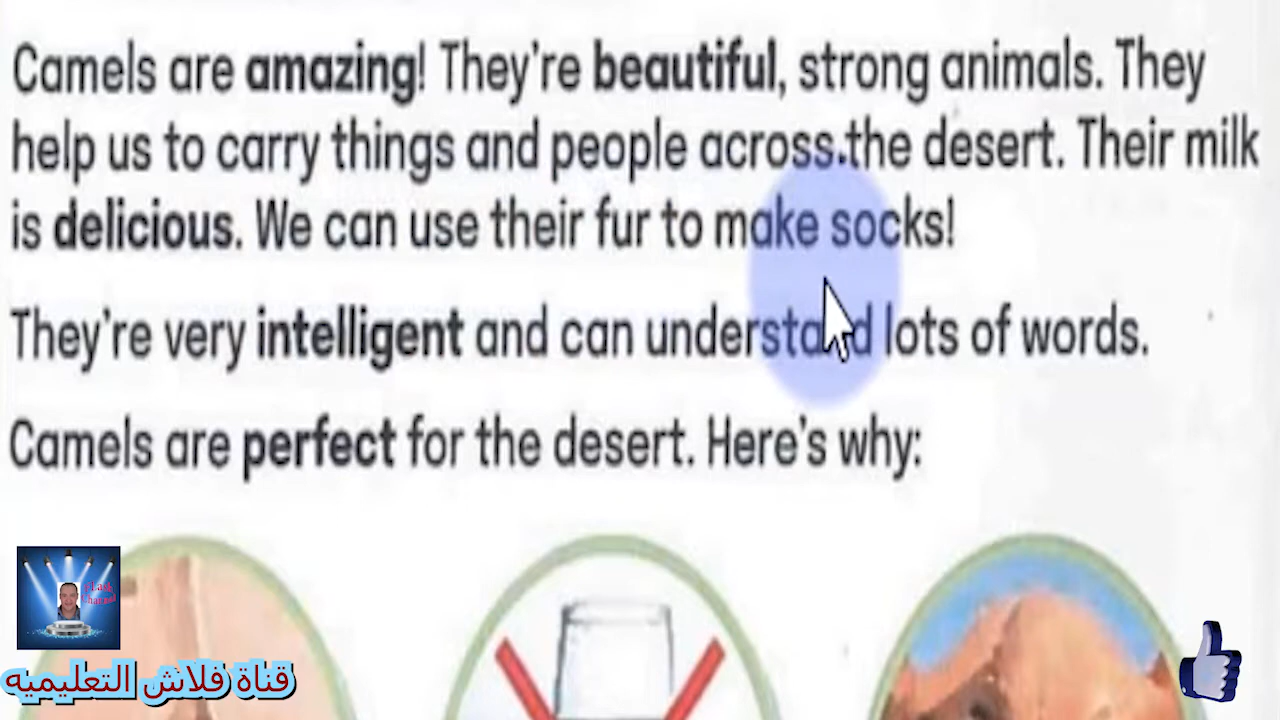 Camels are amazing! They're beautiful, strong animals. They
help us to carry things and people across the desert. Their milk
is delicious. We can use their fur to make socks!
They're very intelligent and can understand lots of words.
Camels are perfect for the desert. Here's why:
Flash
Channel
قناة فلاش التعليميه